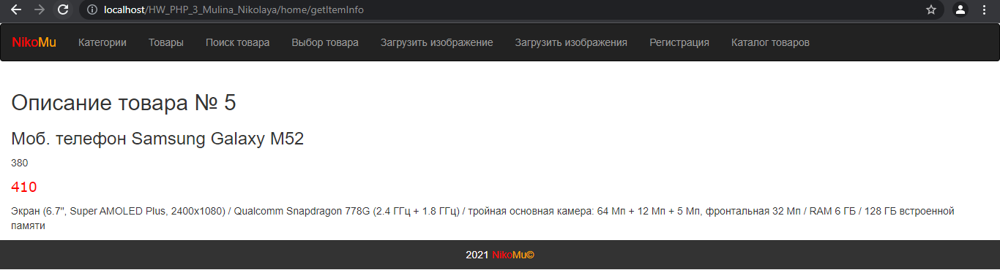 localhost/HW_PHP_3_Mulina_Nikolaya/home/getItemInfo
NikoMu Категории Товары Поиск товара Выбор товара Загрузить изображение Загрузить изображения Регистрация Каталог товаров
Описание товара № 5
Моб. телефон Samsung Galaxy M52
380
410
Экран (6.7", Super AMOLED Plus, 2400x1080) / Qualcomm Snapdragon 778G (2.4 ГГц + 1.8 ГГц) / тройная основная камера: 64 Мп + 12 Мп + 5 Мп, фронтальная 32 Мп / RAM 6 ГБ / 128 ГБ встроенной
памяти
2021 NikoMu©